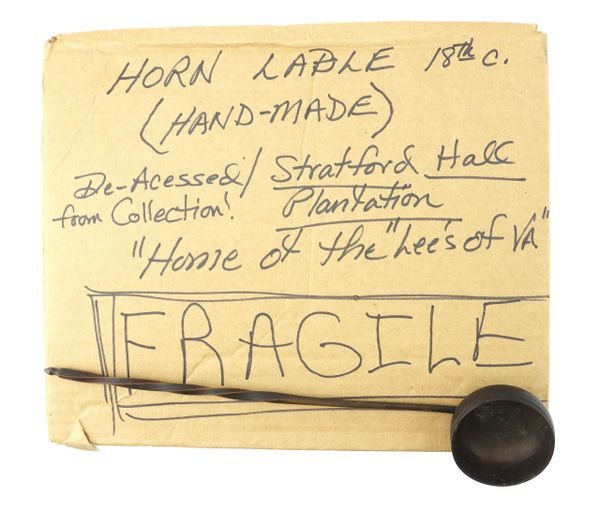 HORN LADLE 18th c.
(HAND-MADE)
De-Acessed/ Stratford Hall
from Collection! Plantation
"Home of the "Lee's of VA"
FRAGILE